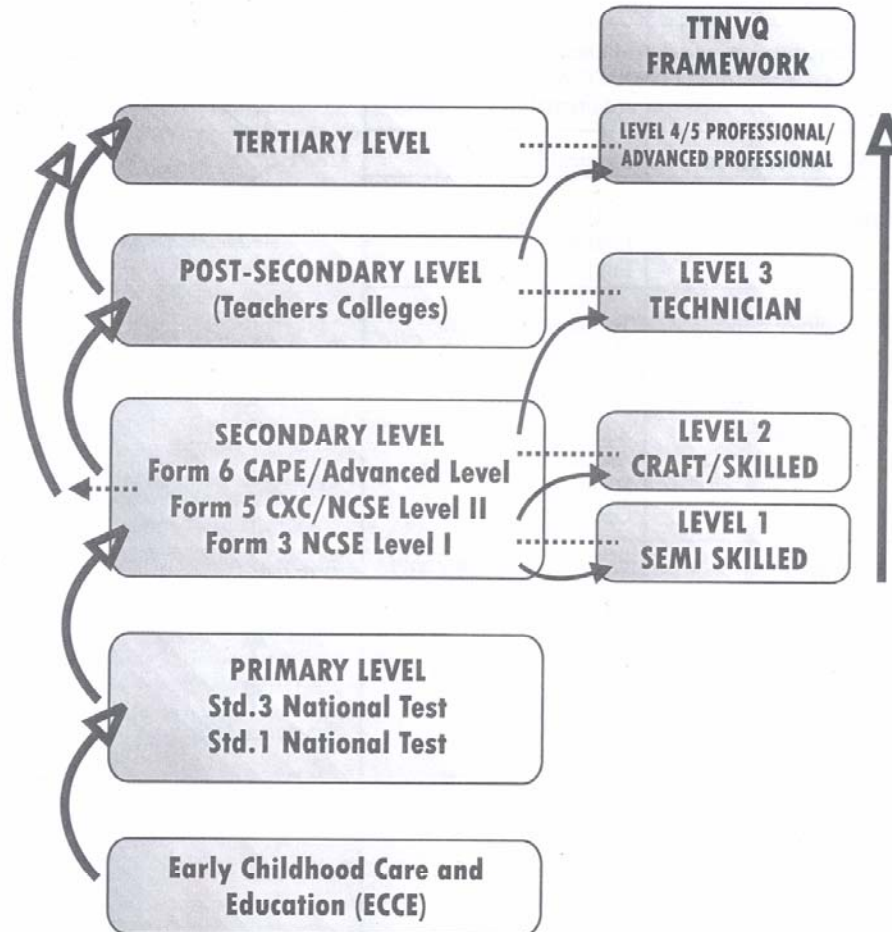 TTNVQ
FRAMEWORK
TERTIARY LEVEL
LEVEL 4/5 PROFESSIONAL/
ADVANCED PROFESSIONAL
POST-SECONDARY LEVEL
(Teachers Colleges)
LEVEL 3
TECHNICIAN
SECONDARY LEVEL
Form 6 CAPE/Advanced Level
Form 5 CXC/NCSE Level II
Form 3 NCSE Level I
LEVEL 2
CRAFT/SKILLED
LEVEL 1
SEMI SKILLED
PRIMARY LEVEL
Std.3 National Test
Std.1 National Test
Early Childhood Care and
Education (ECCE)